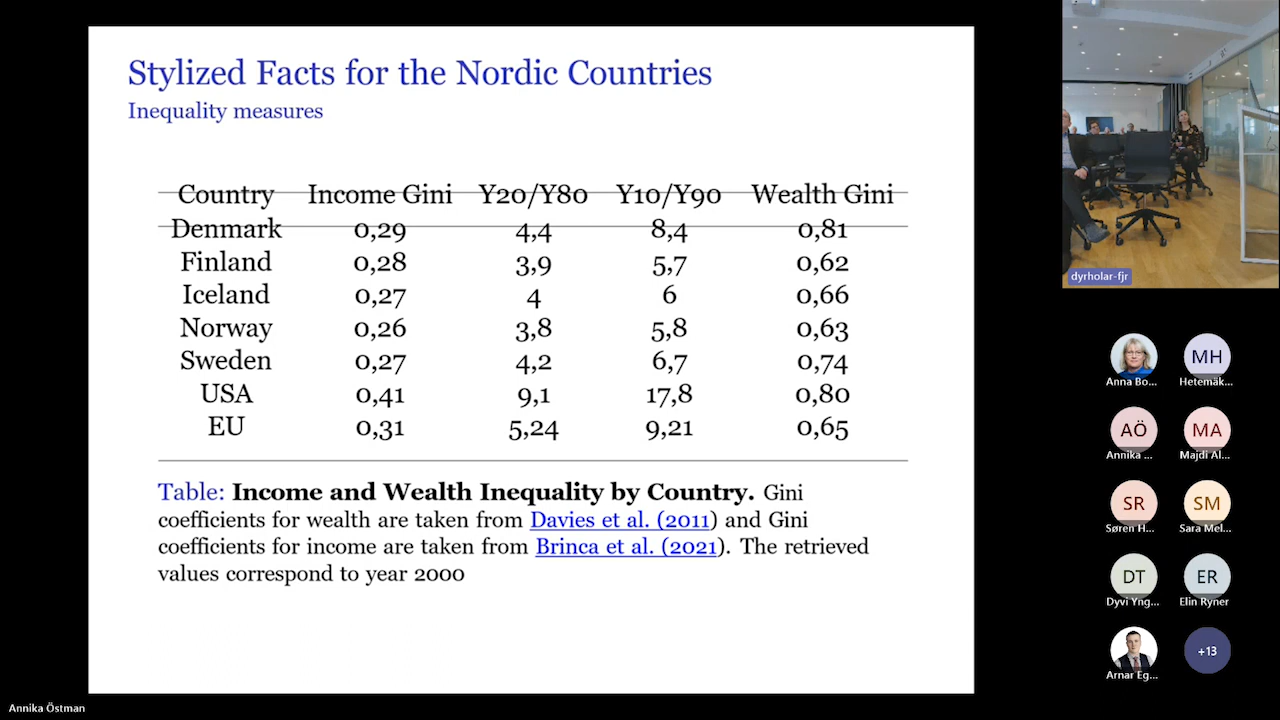 Stylized Facts for the Nordic Countries
Inequality measures
Country Income Gini Y20/Y80 Y10/Y90 Wealth Gini
Denmark 0,29 4,4 8,4 0,81
Finland 0,28 3,9 5,7 0,62
Iceland 0,27 4 6 0,66
Norway 0,26 3,8 5,8 0,63
Sweden 0,27 4,2 6,7 0,74
USA 0,41 9,1 17,8 0,80
EU 0,31 5,24 9,21 0,65
Table: Income and Wealth Inequality by Country. Gini
coefficients for wealth are taken from Davies et al. (2011) and Gini
coefficients for income are taken from Brinca et al. (2021). The retrieved
values correspond to year 2000
dyrholar-fjr
Anna Bo...
MH
Hetemäk...
AÖ
Annika ...
MA
Majdi Al...
SR
Søren H...
SM
Sara Mel...
DT
Dyvi Yng...
ER
Elin Ryner
Arnar Eg...
+13
Annika Östman